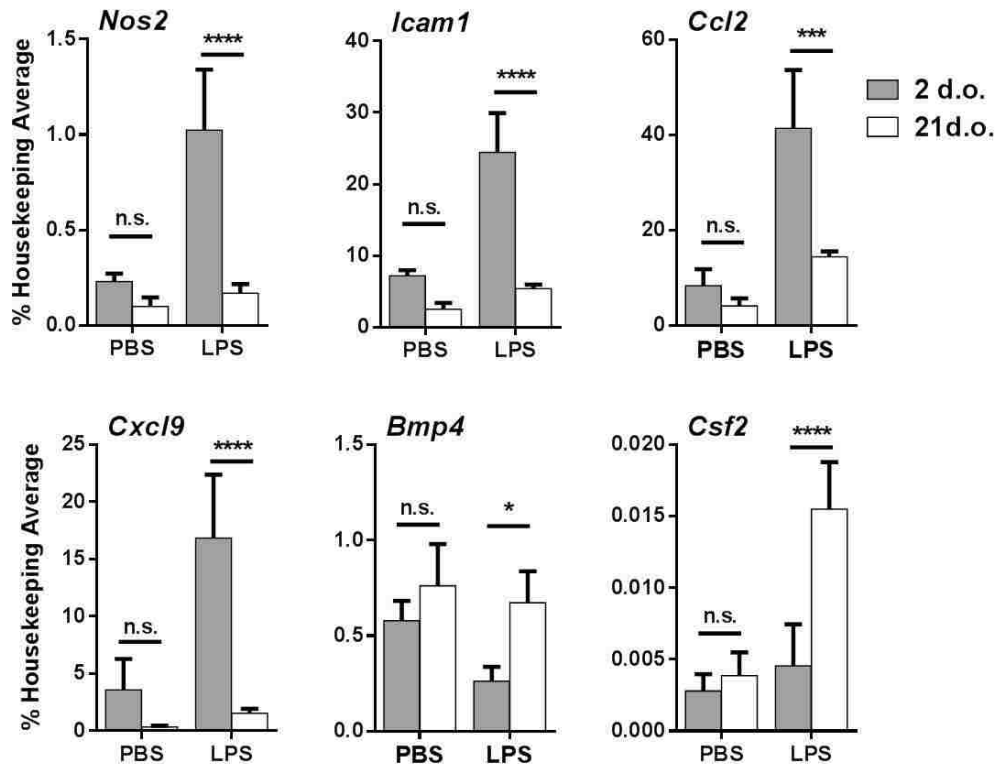 Nos2
% Housekeeping Average
1.5
1.0
0.5
0.0
n.s.
****
PBS LPS
Icam1
40
30
20
10
0
n.s.
****
PBS LPS
Ccl2
60
40
20
0
n.s.
***
PBS LPS
2 d.o.
21d.o.
Cxcl9
% Housekeeping Average
25
20
15
10
5
0
n.s.
****
PBS LPS
Bmp4
1.5
1.0
0.5
0.0
n.s.
*
PBS LPS
Csf2
0.020
0.015
0.010
0.005
0.000
n.s.
****
PBS LPS